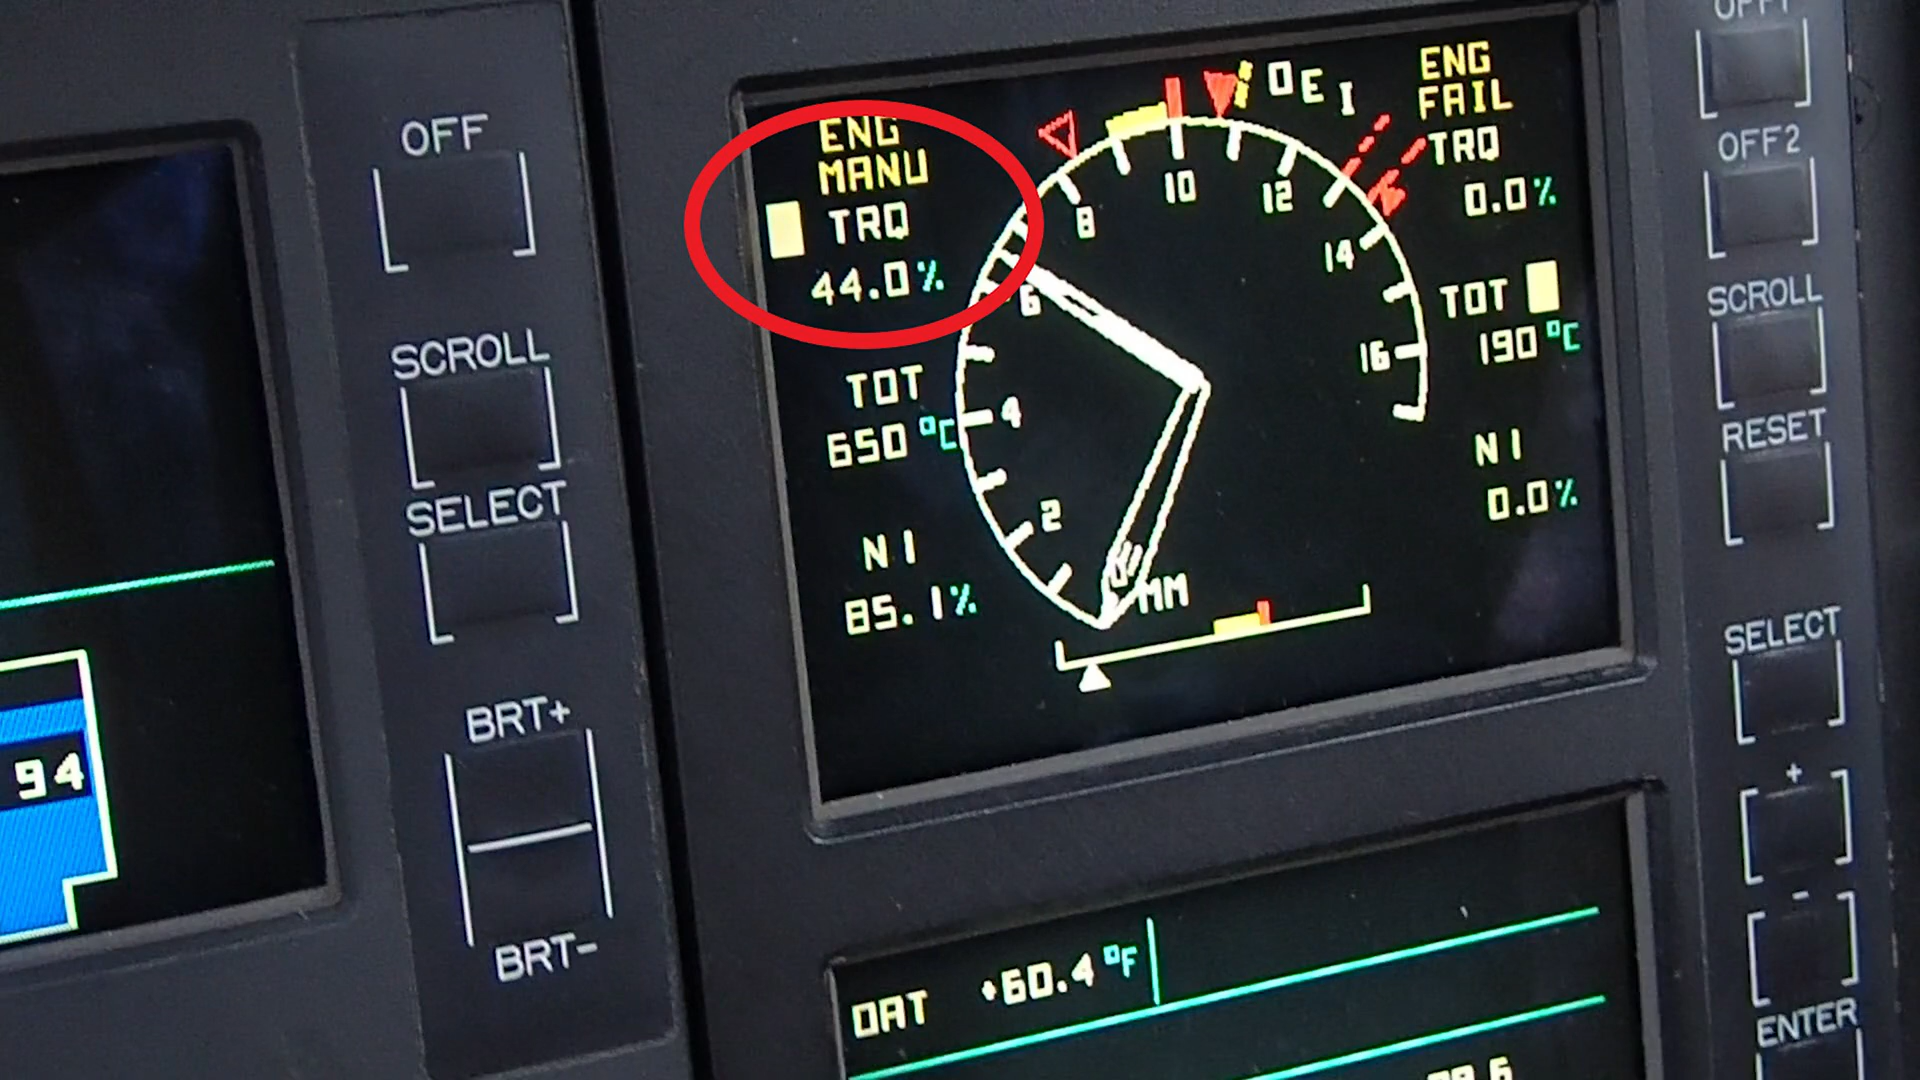 OFF
SCROLL
SELECT
BRT+
BRT-
94
ENG
MANU
TRQ
44.0%
TOT
650 °C
N1
85.1%
2
4
6
8
10
12
14
16
OEI
MM
ENG
FAIL
TRQ
0.0%
TOT
190 °C
N1
0.0%
OAT +60.4 °F
OFF1
OFF2
SCROLL
RESET
SELECT
+
-
ENTER